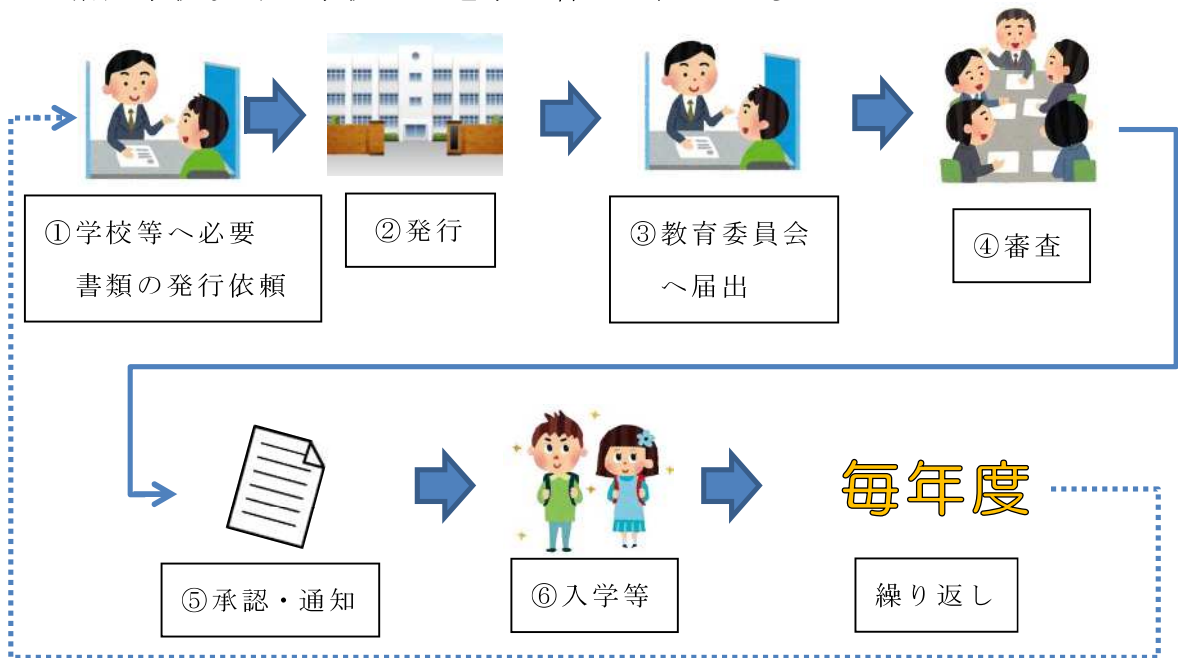 ①学校等へ必要
書類の発行依頼
②発行
③教育委員会
へ届出
④審査
⑤承認・通知
⑥入学等
毎年度
繰り返し